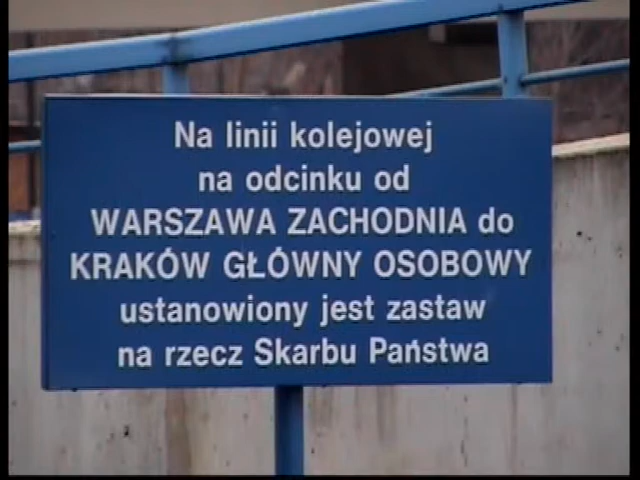 Na linii kolejowej
na odcinku od
WARSZAWA ZACHODNIA do
KRAKÓW GŁÓWNY OSOBOWY
ustanowiony jest zastaw
na rzecz Skarbu Państwa